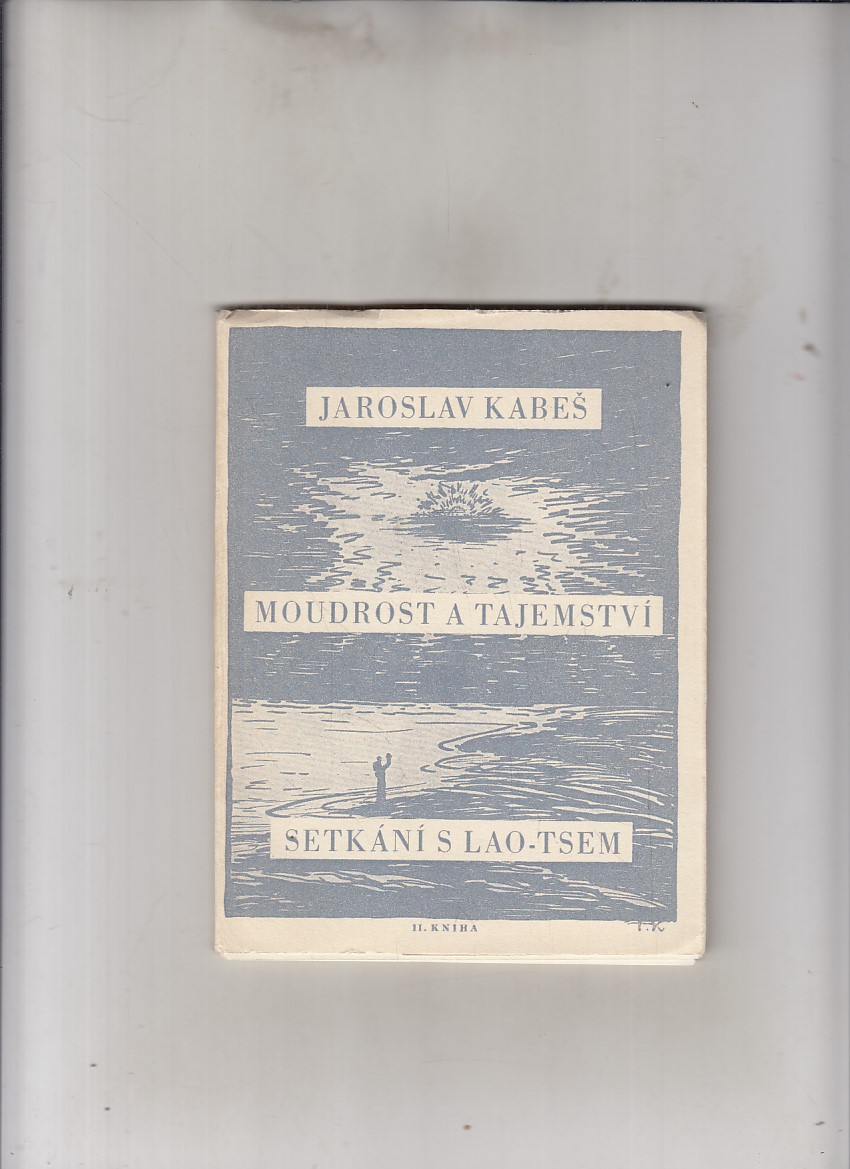 JAROSLAV KABEŠ
MOUDROST A TAJEMSTVÍ
SETKÁNÍ S LAO-TSEM
II. KNIHA